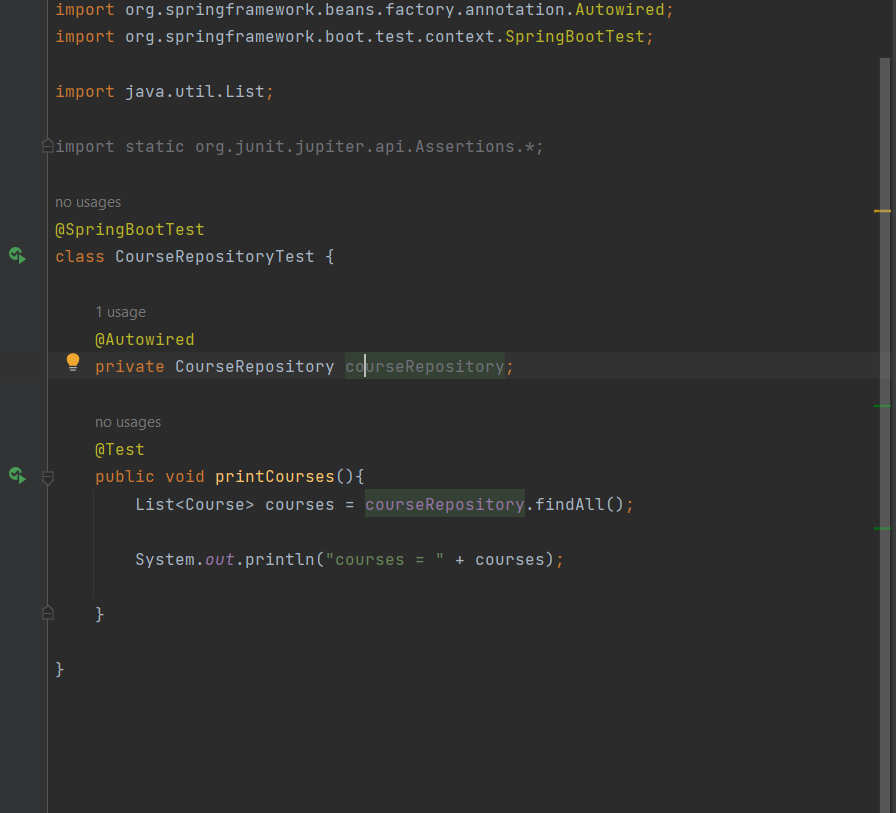 import org.springframework.beans.factory.annotation.Autowired;
import org.springframework.boot.test.context.SpringBootTest;
import java.util.List;
import static org.junit.jupiter.api.Assertions.*;
no usages
@SpringBootTest
class CourseRepositoryTest {
1 usage
@Autowired
private CourseRepository courseRepository;
no usages
@Test
public void printCourses(){
List<Course> courses = courseRepository.findAll();
System.out.println("courses = " + courses);
}
}